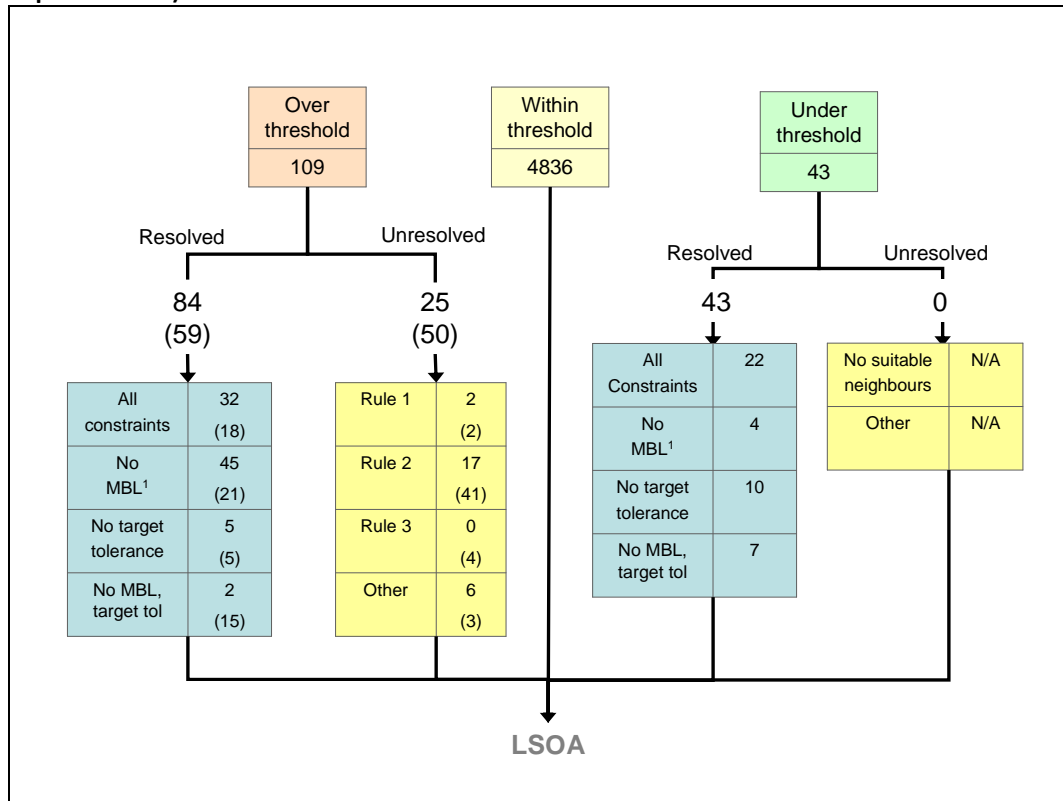 Over
threshold
109
Within
threshold
4836
Under
threshold
43
Resolved
Unresolved
84
(59)
25
(50)
Resolved
Unresolved
43
0
All
constraints
32
(18)
No
MBL¹
45
(21)
No target
tolerance
5
(5)
No MBL,
target tol
2
(15)
Rule 1
2
(2)
Rule 2
17
(41)
Rule 3
0
(4)
Other
6
(3)
All
Constraints
22
No
MBL¹
4
No target
tolerance
10
No MBL,
target tol
7
No suitable
neighbours
N/A
Other
N/A
LSOA